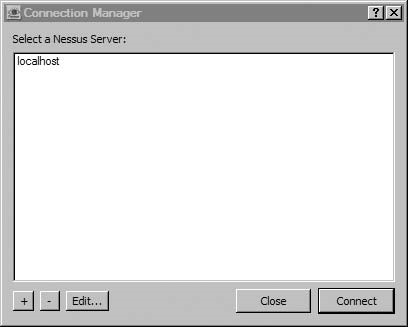 Connection Manager ? X
Select a Nessus Server:
localhost
+ - Edit... Close Connect